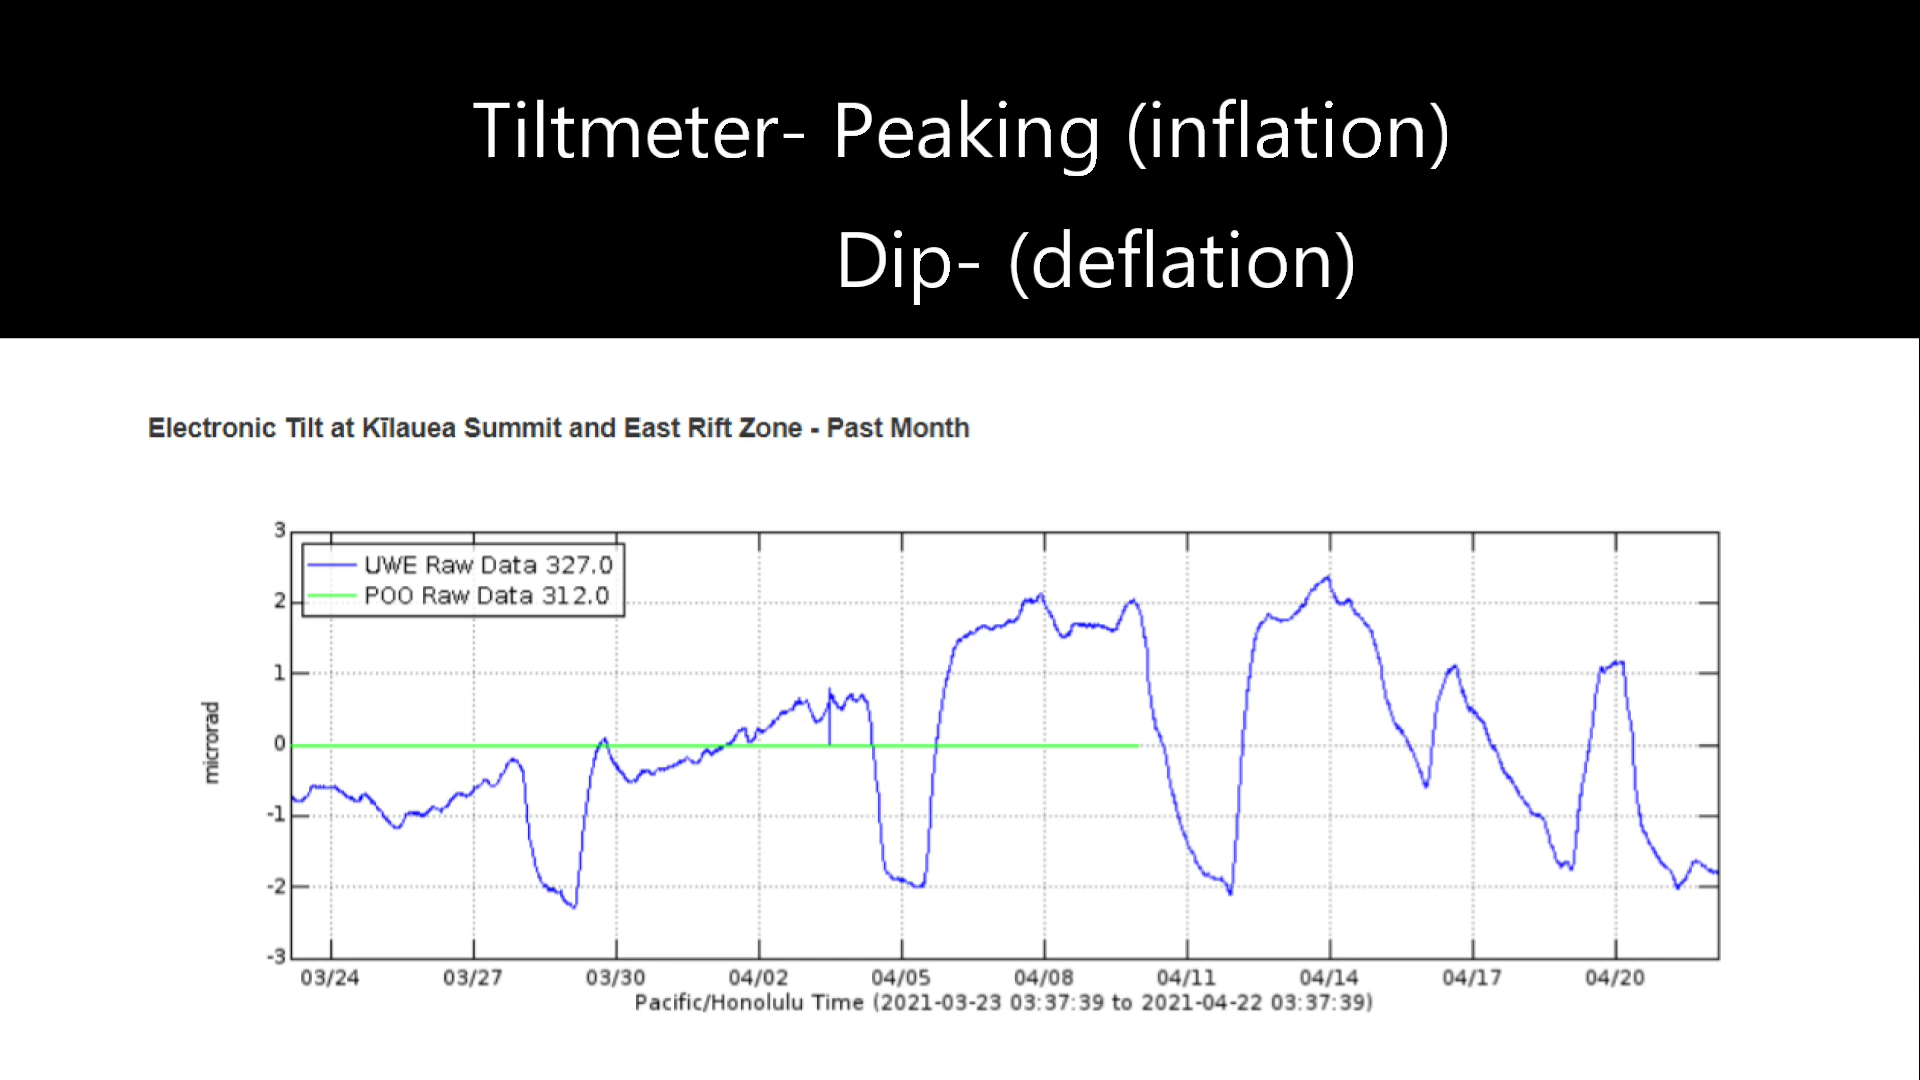 Tiltmeter- Peaking (inflation)
Dip- (deflation)
Electronic Tilt at Kīlauea Summit and East Rift Zone - Past Month
UWE Raw Data 327.0
POO Raw Data 312.0
microrad
3
2
1
0
-1
-2
-3
03/24 03/27 03/30 04/02 04/05 04/08 04/11 04/14 04/17 04/20
Pacific/Honolulu Time (2021-03-23 03:37:39 to 2021-04-22 03:37:39)